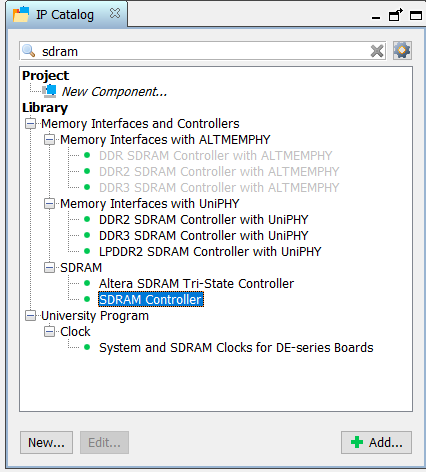 IP Catalog
sdram
Project
New Component...
Library
Memory Interfaces and Controllers
Memory Interfaces with ALTMEMPHY
DDR SDRAM Controller with ALTMEMPHY
DDR2 SDRAM Controller with ALTMEMPHY
DDR3 SDRAM Controller with ALTMEMPHY
Memory Interfaces with UniPHY
DDR2 SDRAM Controller with UniPHY
DDR3 SDRAM Controller with UniPHY
LPDDR2 SDRAM Controller with UniPHY
SDRAM
Altera SDRAM Tri-State Controller
SDRAM Controller
University Program
Clock
System and SDRAM Clocks for DE-series Boards
New... Edit... Add...